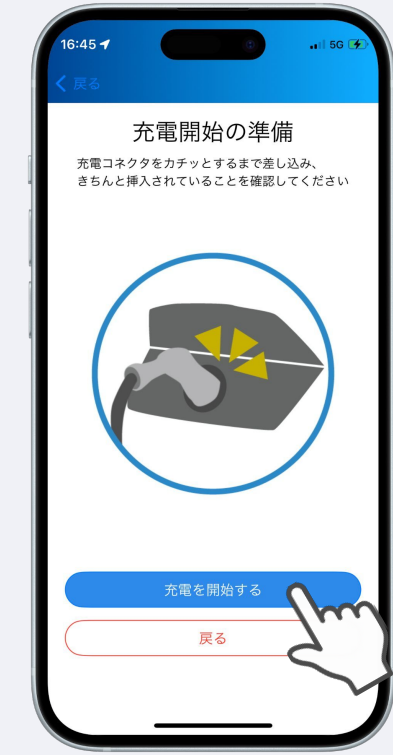 16:45
5G
戻る
充電開始の準備
充電コネクタをカチッとするまで差し込み、
きちんと挿入されていることを確認してください
充電を開始する
戻る